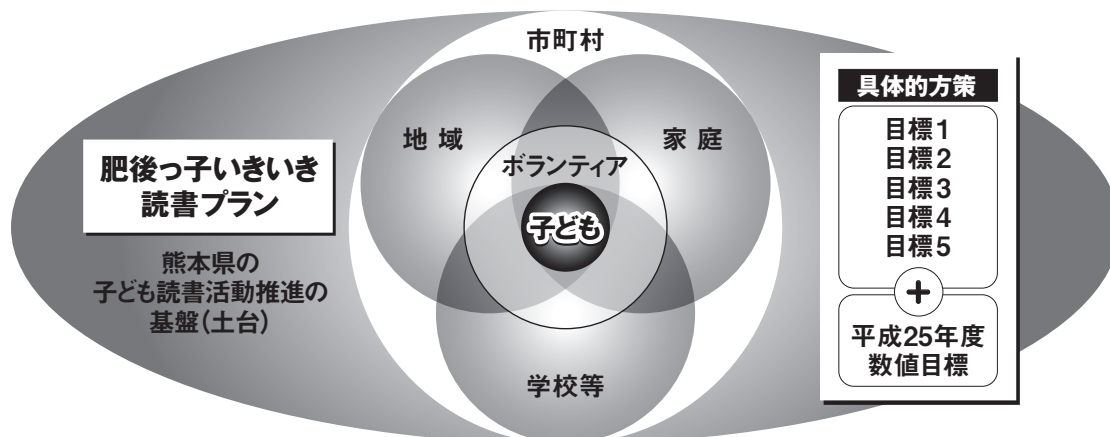 肥後っ子いきいき
読書プラン
熊本県の
子ども読書活動推進の
基盤(土台)
市町村
地域
家庭
ボランティア
子ども
学校等
具体的方策
目標1
目標2
目標3
目標4
目標5
+
平成25年度
数値目標